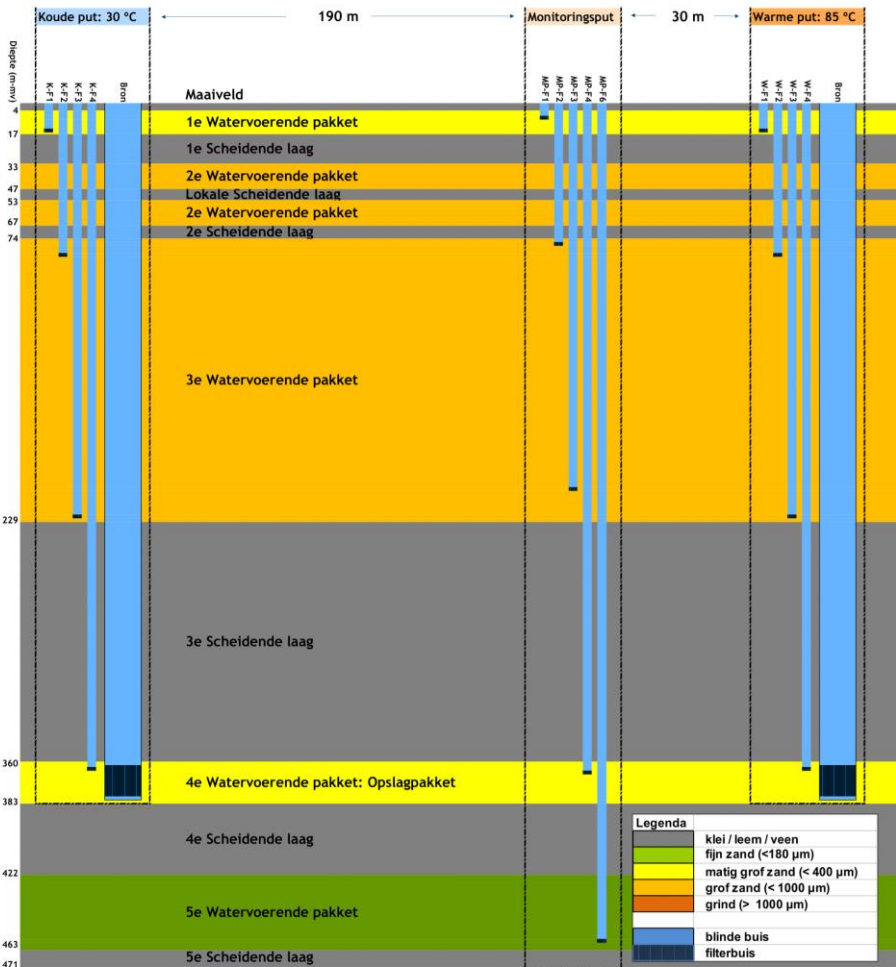 Koude put: 30 ºC
190 m
Monitoringsput
30 m
Warme put: 85 ºC
Diepte (m-mv)
K-F1
K-F2
K-F3
K-F4
Bron
MP-F1
MP-F2
MP-F3
MP-F4
MP-F6
W-F1
W-F2
W-F3
W-F4
Bron
Maaiveld
4
1e Watervoerende pakket
17
1e Scheidende laag
33
2e Watervoerende pakket
47
Lokale Scheidende laag
53
2e Watervoerende pakket
67
2e Scheidende laag
74
3e Watervoerende pakket
229
3e Scheidende laag
360
4e Watervoerende pakket: Opslagpakket
383
4e Scheidende laag
422
5e Watervoerende pakket
463
5e Scheidende laag
471
Legenda
klei / leem / veen
fijn zand (<180 µm)
matig grof zand (< 400 µm)
grof zand (< 1000 µm)
grind (> 1000 µm)
blinde buis
filterbuis